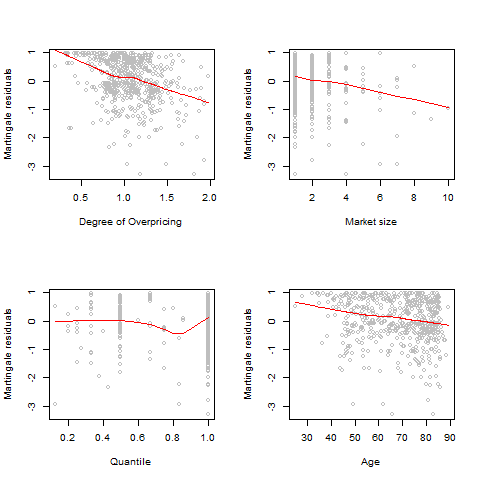 Martingale residuals
1
0
-1
-2
-3
0.5 1.0 1.5 2.0
Degree of Overpricing
Martingale residuals
1
0
-1
-2
-3
2 4 6 8 10
Market size
Martingale residuals
1
0
-1
-2
-3
0.2 0.4 0.6 0.8 1.0
Quantile
Martingale residuals
1
0
-1
-2
-3
30 40 50 60 70 80 90
Age